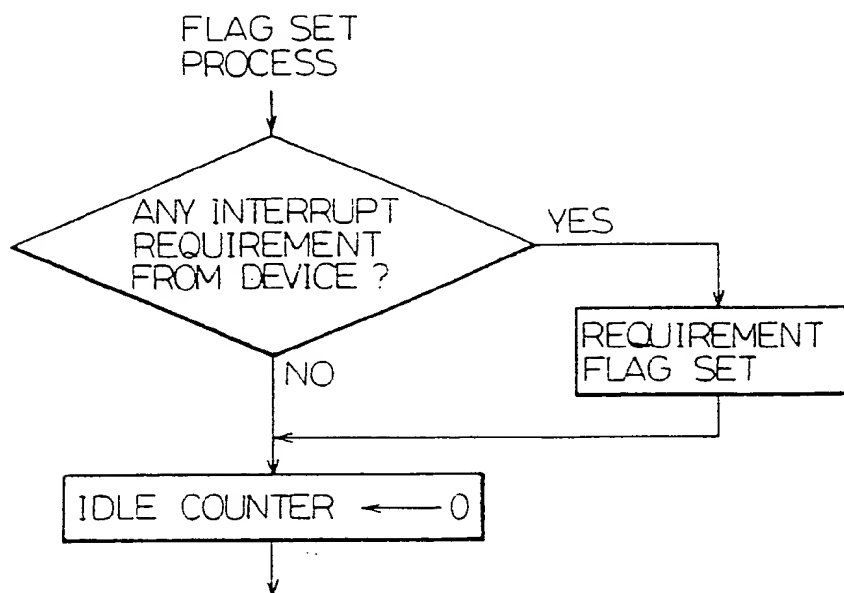 FLAG SET
PROCESS
ANY INTERRUPT
REQUIREMENT
FROM DEVICE ?
YES
REQUIREMENT
FLAG SET
NO
IDLE COUNTER ← 0